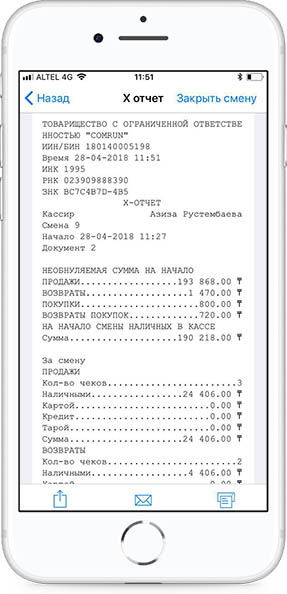 ALTEL 4G 11:51
Назад X отчет Закрыть смену
ТОВАРИЩЕСТВО С ОГРАНИЧЕННОЙ ОТВЕТСТВЕ
ННОСТЬЮ "COMRUN"
ИИН/БИН 180140005198
Время 28-04-2018 11:51
ИНК 1995
РНК 023909888390
ЗНК BC7C4B7D-4B5
X-ОТЧЕТ
Кассир Азиза Рустембаева
Смена 9
Начало 28-04-2018 11:27
Документ 2
НЕОБНУЛЯЕМАЯ СУММА НА НАЧАЛО
ПРОДАЖИ................193 868.00 ₸
ВОЗВРАТЫ.................1 470.00 ₸
ПОКУПКИ....................800.00 ₸
ВОЗВРАТЫ ПОКУПОК...........720.00 ₸
НА НАЧАЛО СМЕНЫ НАЛИЧНЫХ В КАССЕ
Сумма..................190 218.00 ₸
За смену
ПРОДАЖИ
Кол-во чеков......................3
Наличными...............24 406.00 ₸
Картой.......................0.00 ₸
Кредит.......................0.00 ₸
Тарой........................0.00 ₸
Сумма...................24 406.00 ₸
ВОЗВРАТЫ
Кол-во чеков......................2
Наличными................4 406.00 ₸